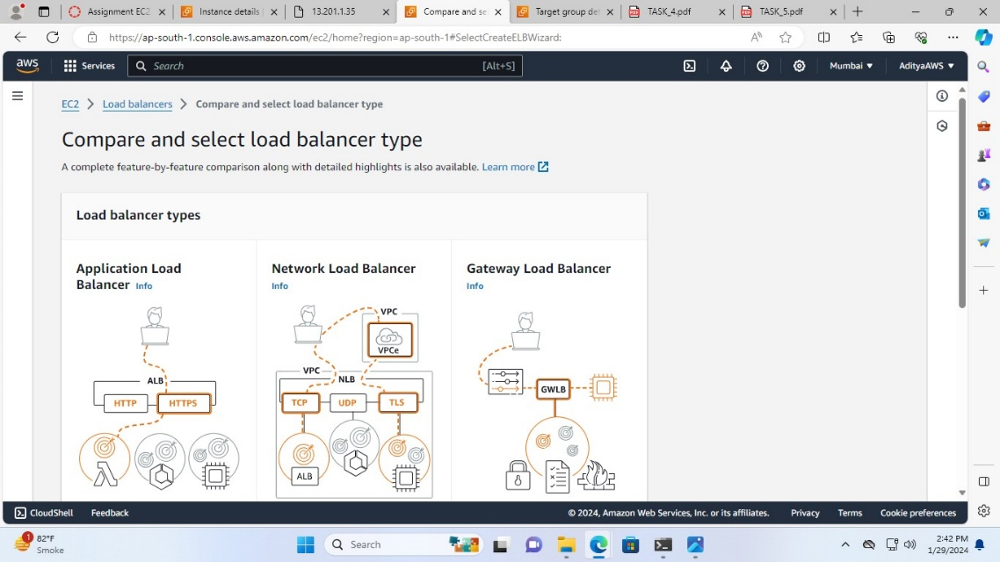 Assignment EC2
Instance details
13.201.1.35
Compare and se
Target group det
TASK_4.pdf
TASK_5.pdf
https://ap-south-1.console.aws.amazon.com/ec2/home?region=ap-south-1#SelectCreateELBWizard:
aws
Services
Search
[Alt+S]
Mumbai
AdityaAWS
EC2 > Load balancers > Compare and select load balancer type
Compare and select load balancer type
A complete feature-by-feature comparison along with detailed highlights is also available. Learn more
Load balancer types
Application Load
Balancer Info
ALB
HTTP
HTTPS
ALB
Network Load Balancer
Info
VPC
VPCe
VPC
NLB
TCP
UDP
TLS
Gateway Load Balancer
Info
GWLB
CloudShell
Feedback
© 2024, Amazon Web Services, Inc. or its affiliates.
Privacy
Terms
Cookie preferences
1
82°F
Smoke
Search
2:42 PM
1/29/2024